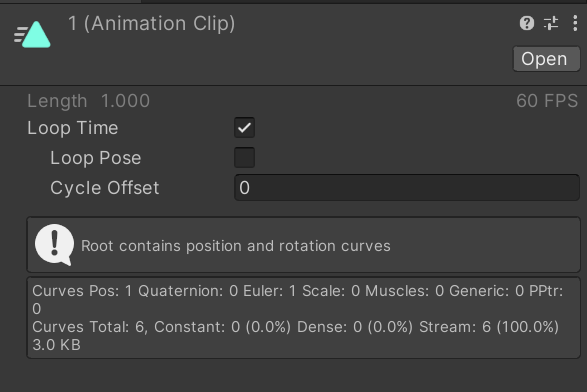 1 (Animation Clip)
Open
Length 1.000 60 FPS
Loop Time
Loop Pose
Cycle Offset 0
Root contains position and rotation curves
Curves Pos: 1 Quaternion: 0 Euler: 1 Scale: 0 Muscles: 0 Generic: 0 PPtr:
0
Curves Total: 6, Constant: 0 (0.0%) Dense: 0 (0.0%) Stream: 6 (100.0%)
3.0 KB